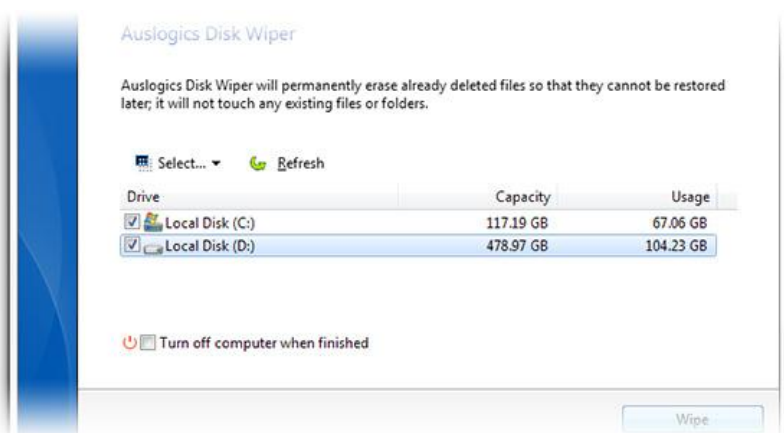 Auslogics Disk Wiper
Auslogics Disk Wiper will permanently erase already deleted files so that they cannot be restored
later; it will not touch any existing files or folders.
Select... Refresh
Drive Capacity Usage
Local Disk (C:) 117.19 GB 67.06 GB
Local Disk (D:) 478.97 GB 104.23 GB
Turn off computer when finished
Wipe